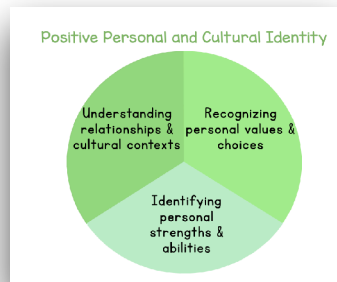 Positive Personal and Cultural Identity
Understanding
relationships &
cultural contexts
Recognizing
personal values &
choices
Identifying
personal
strengths &
abilities